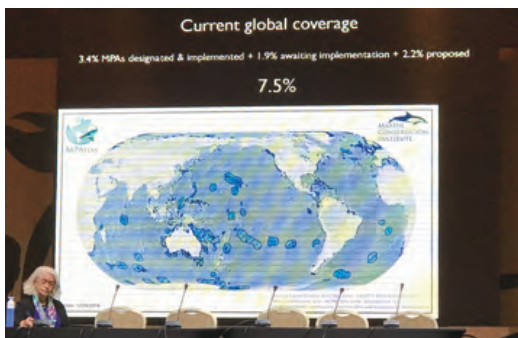 Current global coverage
3.4% MPAs designated & implemented + 1.9% awaiting implementation + 2.2% proposed
7.5%
MPAtlas
MARINE
CONSERVATION
INSTITUTE